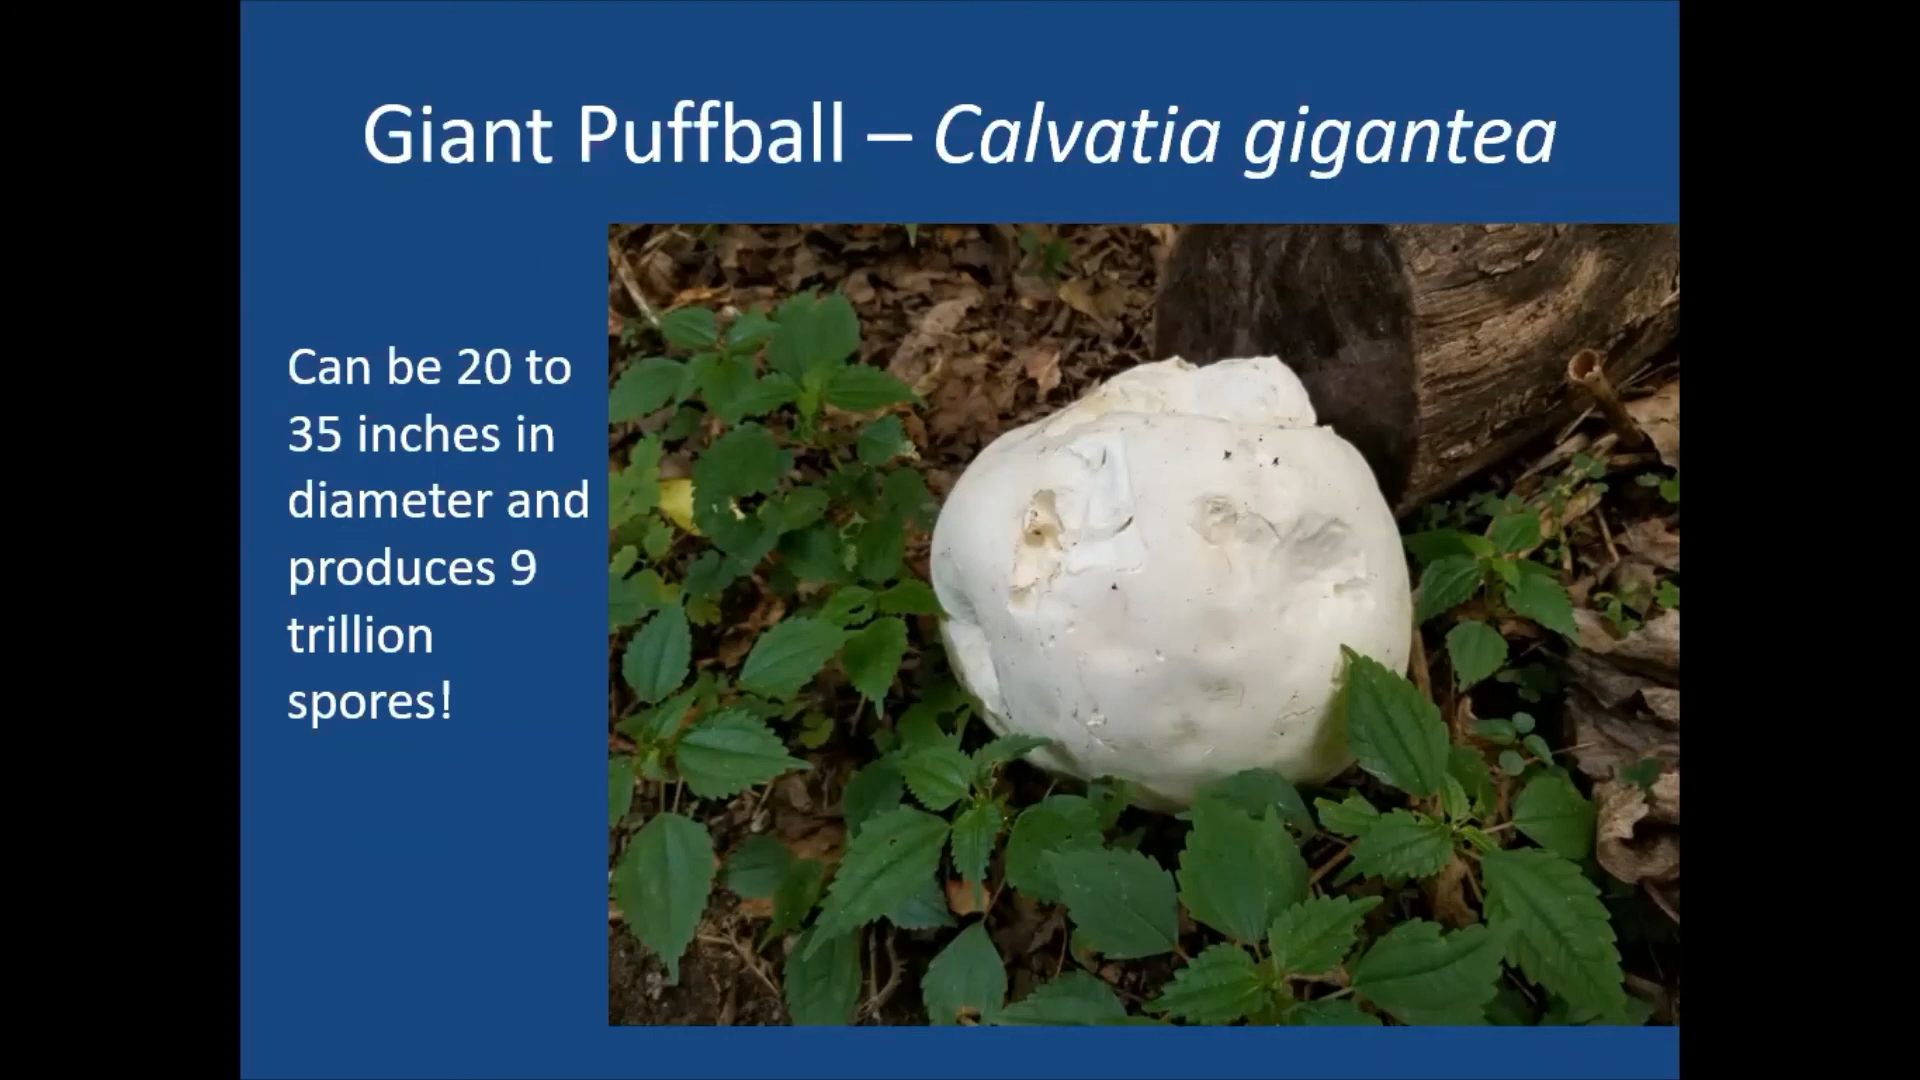 Giant Puffball – Calvatia gigantea
Can be 20 to
35 inches in
diameter and
produces 9
trillion
spores!